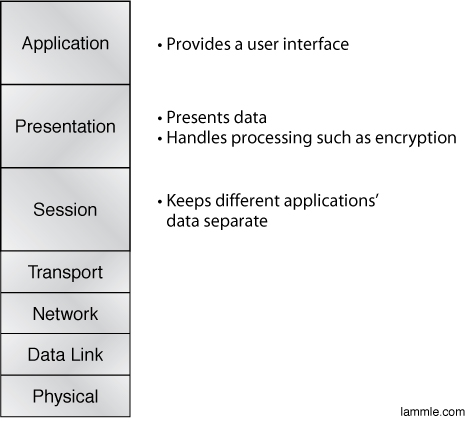 Application
• Provides a user interface
Presentation
• Presents data
• Handles processing such as encryption
Session
• Keeps different applications’
data separate
Transport
Network
Data Link
Physical
lammle.com